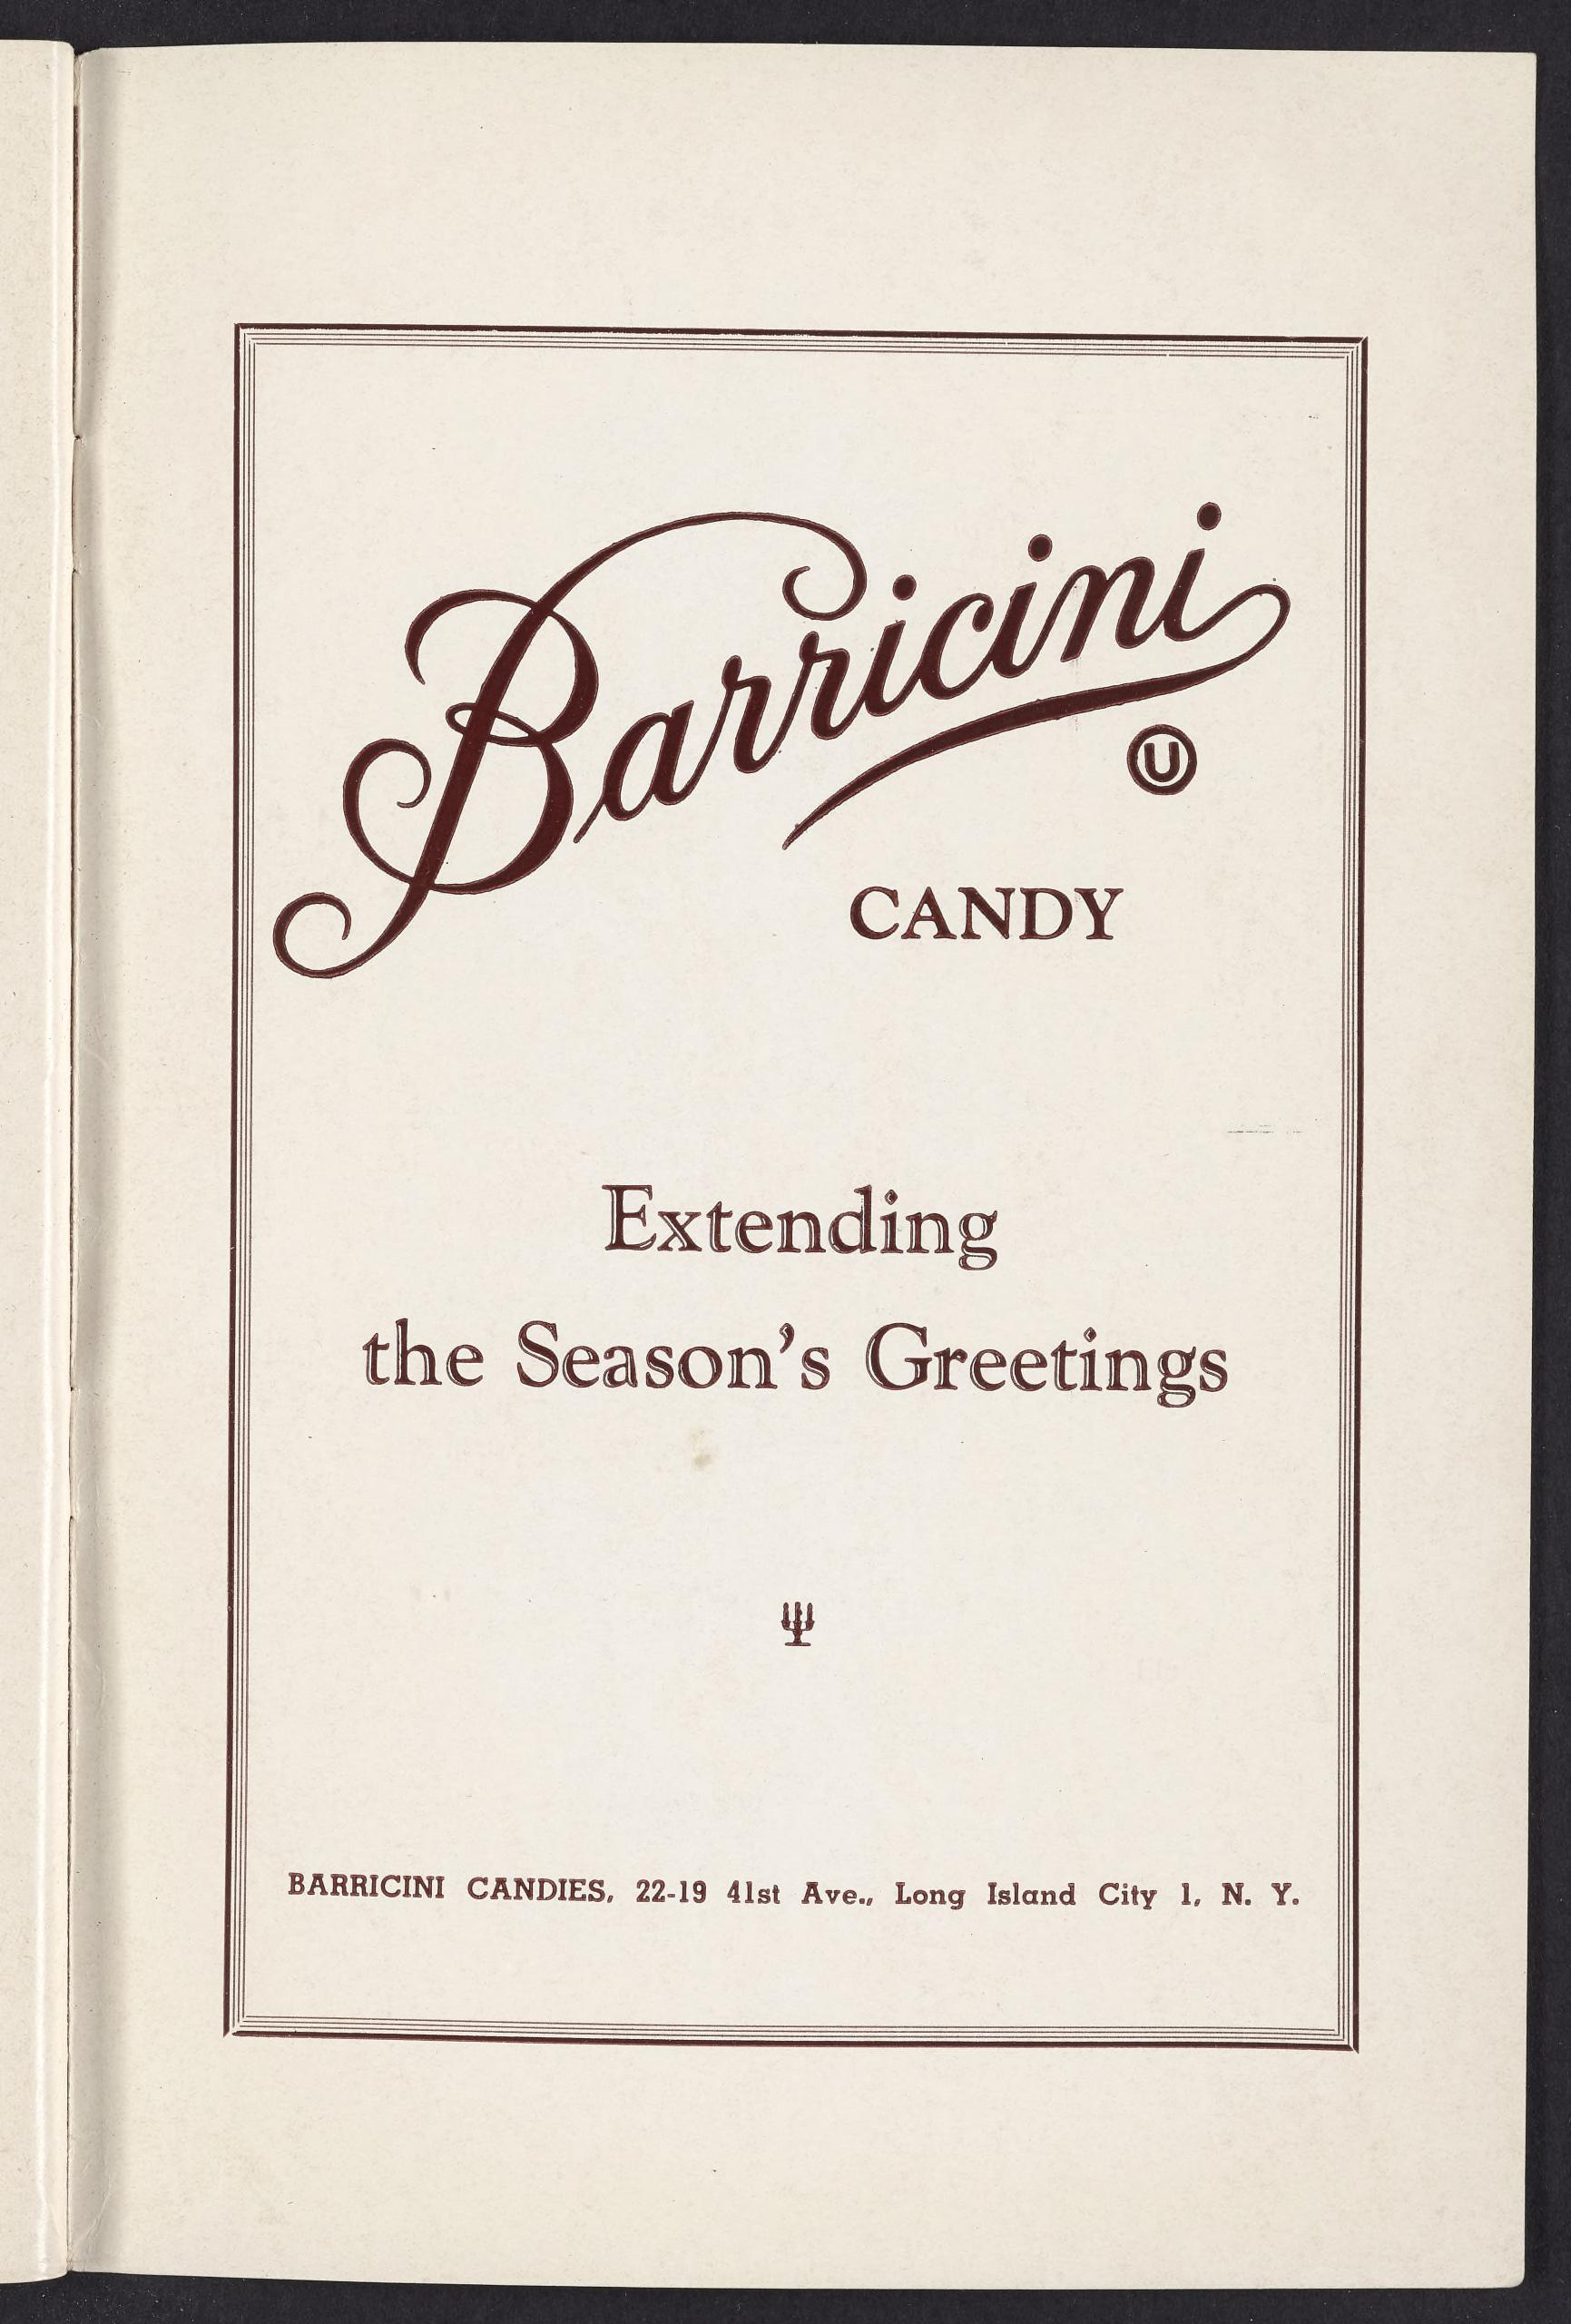 Barricini
Ⓤ
CANDY
Extending
the Season's Greetings
BARRICINI CANDIES, 22-19 41st Ave., Long Island City 1, N. Y.